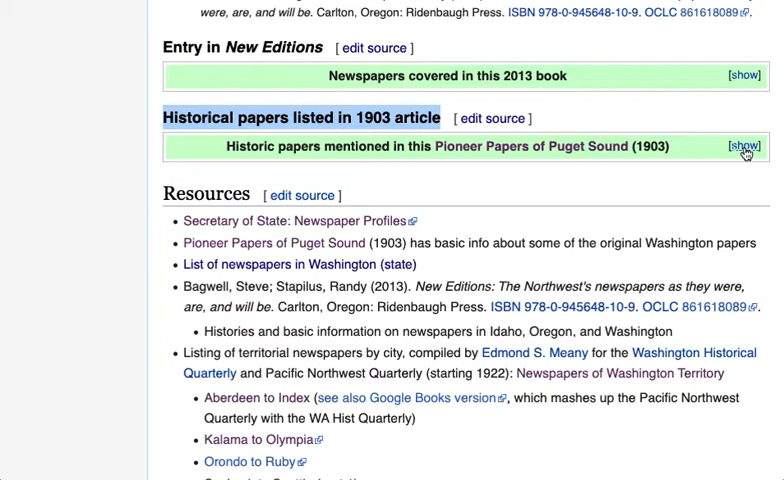 were, are, and will be. Carlton, Oregon: Ridenbaugh Press. ISBN 978-0-945648-10-9. OCLC 861618089.
Entry in New Editions [ edit source ]
Newspapers covered in this 2013 book [show]
Historical papers listed in 1903 article [ edit source ]
Historic papers mentioned in this Pioneer Papers of Puget Sound (1903) [show]
Resources [ edit source ]
• Secretary of State: Newspaper Profiles
• Pioneer Papers of Puget Sound (1903) has basic info about some of the original Washington papers
• List of newspapers in Washington (state)
• Bagwell, Steve; Stapilus, Randy (2013). New Editions: The Northwest's newspapers as they were,
are, and will be. Carlton, Oregon: Ridenbaugh Press. ISBN 978-0-945648-10-9. OCLC 861618089.
• Histories and basic information on newspapers in Idaho, Oregon, and Washington
• Listing of territorial newspapers by city, compiled by Edmond S. Meany for the Washington Historical
Quarterly and Pacific Northwest Quarterly (starting 1922): Newspapers of Washington Territory
• Aberdeen to Index (see also Google Books version, which mashes up the Pacific Northwest
Quarterly with the WA Hist Quarterly)
• Kalama to Olympia
• Orondo to Ruby